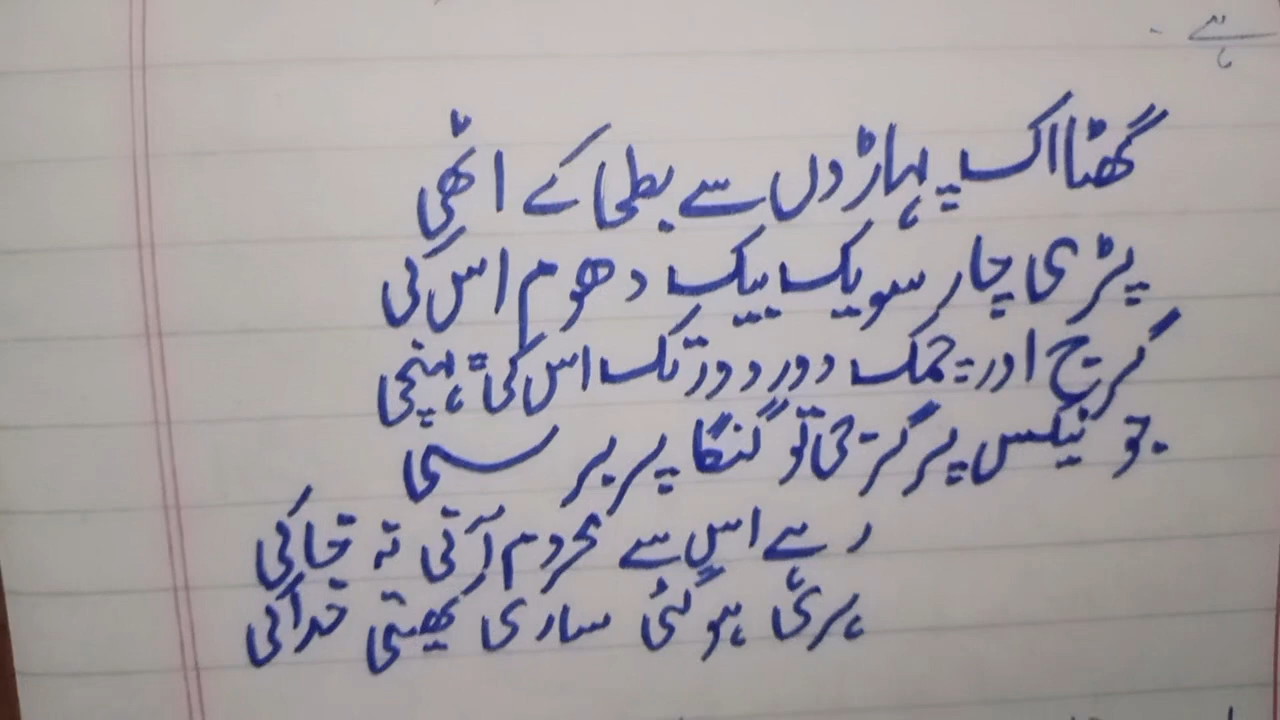 ہے۔
گھٹا اک پہاڑوں سے بطحا کے اٹھی
پڑی چار سو یک بیک دھوم اس کی
گرج اور چمک دور دور تک اس کی پہنچی
جو ٹیکس پر گرجی تو گنگا پر برسی
رہے اس سے محروم آبی نہ خاکی
ہری ہو گئی ساری کھیتی خدا کی